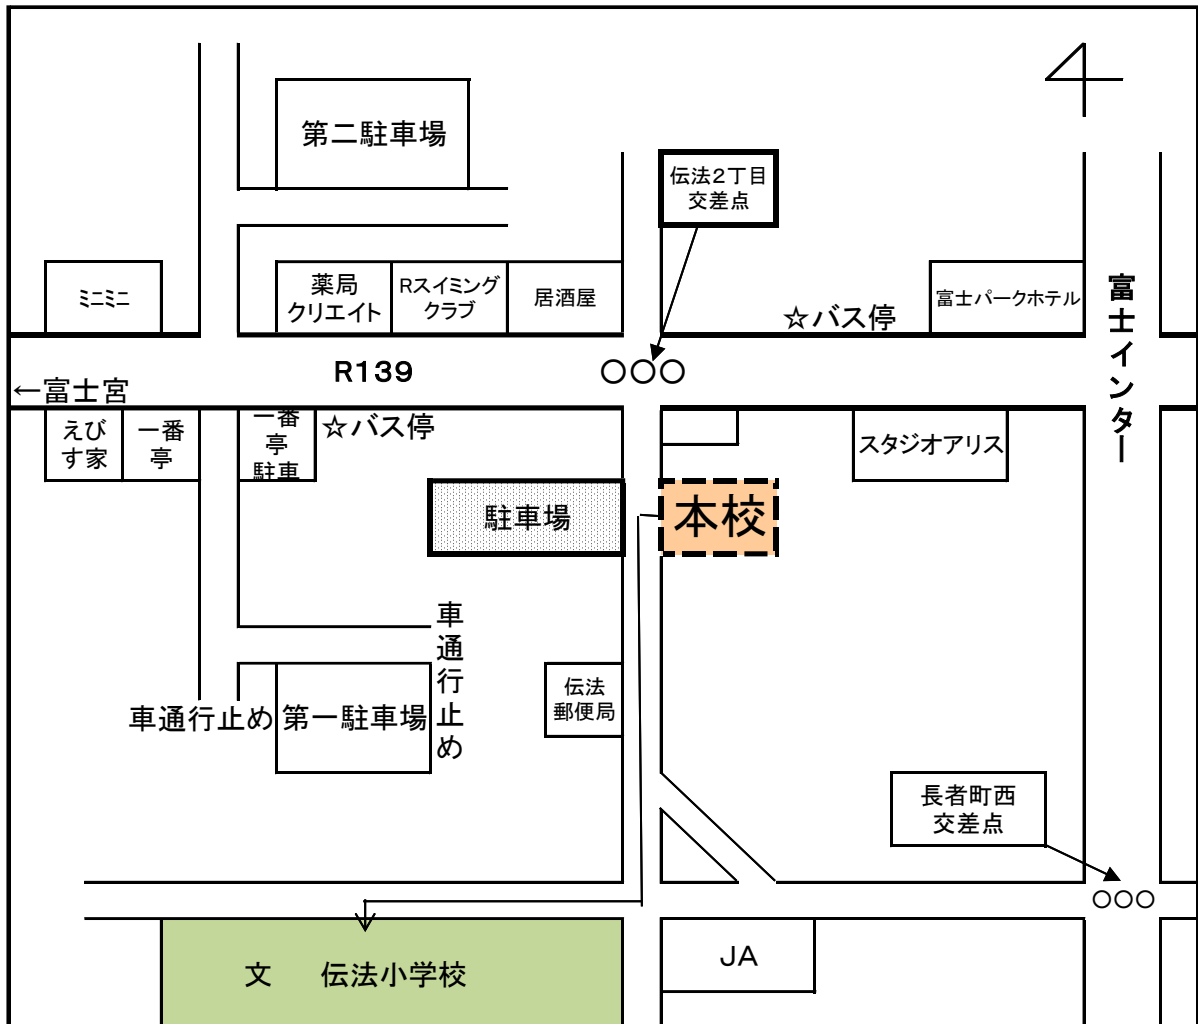 第二駐車場
伝法2丁目
交差点
ミニミニ
薬局
クリエイト
Rスイミング
クラブ
居酒屋
☆バス停
富士パークホテル
富士インター
R139
○○○
←富士宮
えび
す家
一番
亭
一番
亭
駐車
☆バス停
スタジオアリス
駐車場
本校
車通行止め
伝法
郵便局
車通行止め
第一駐車場
長者町西
交差点
○○○
文 伝法小学校
JA